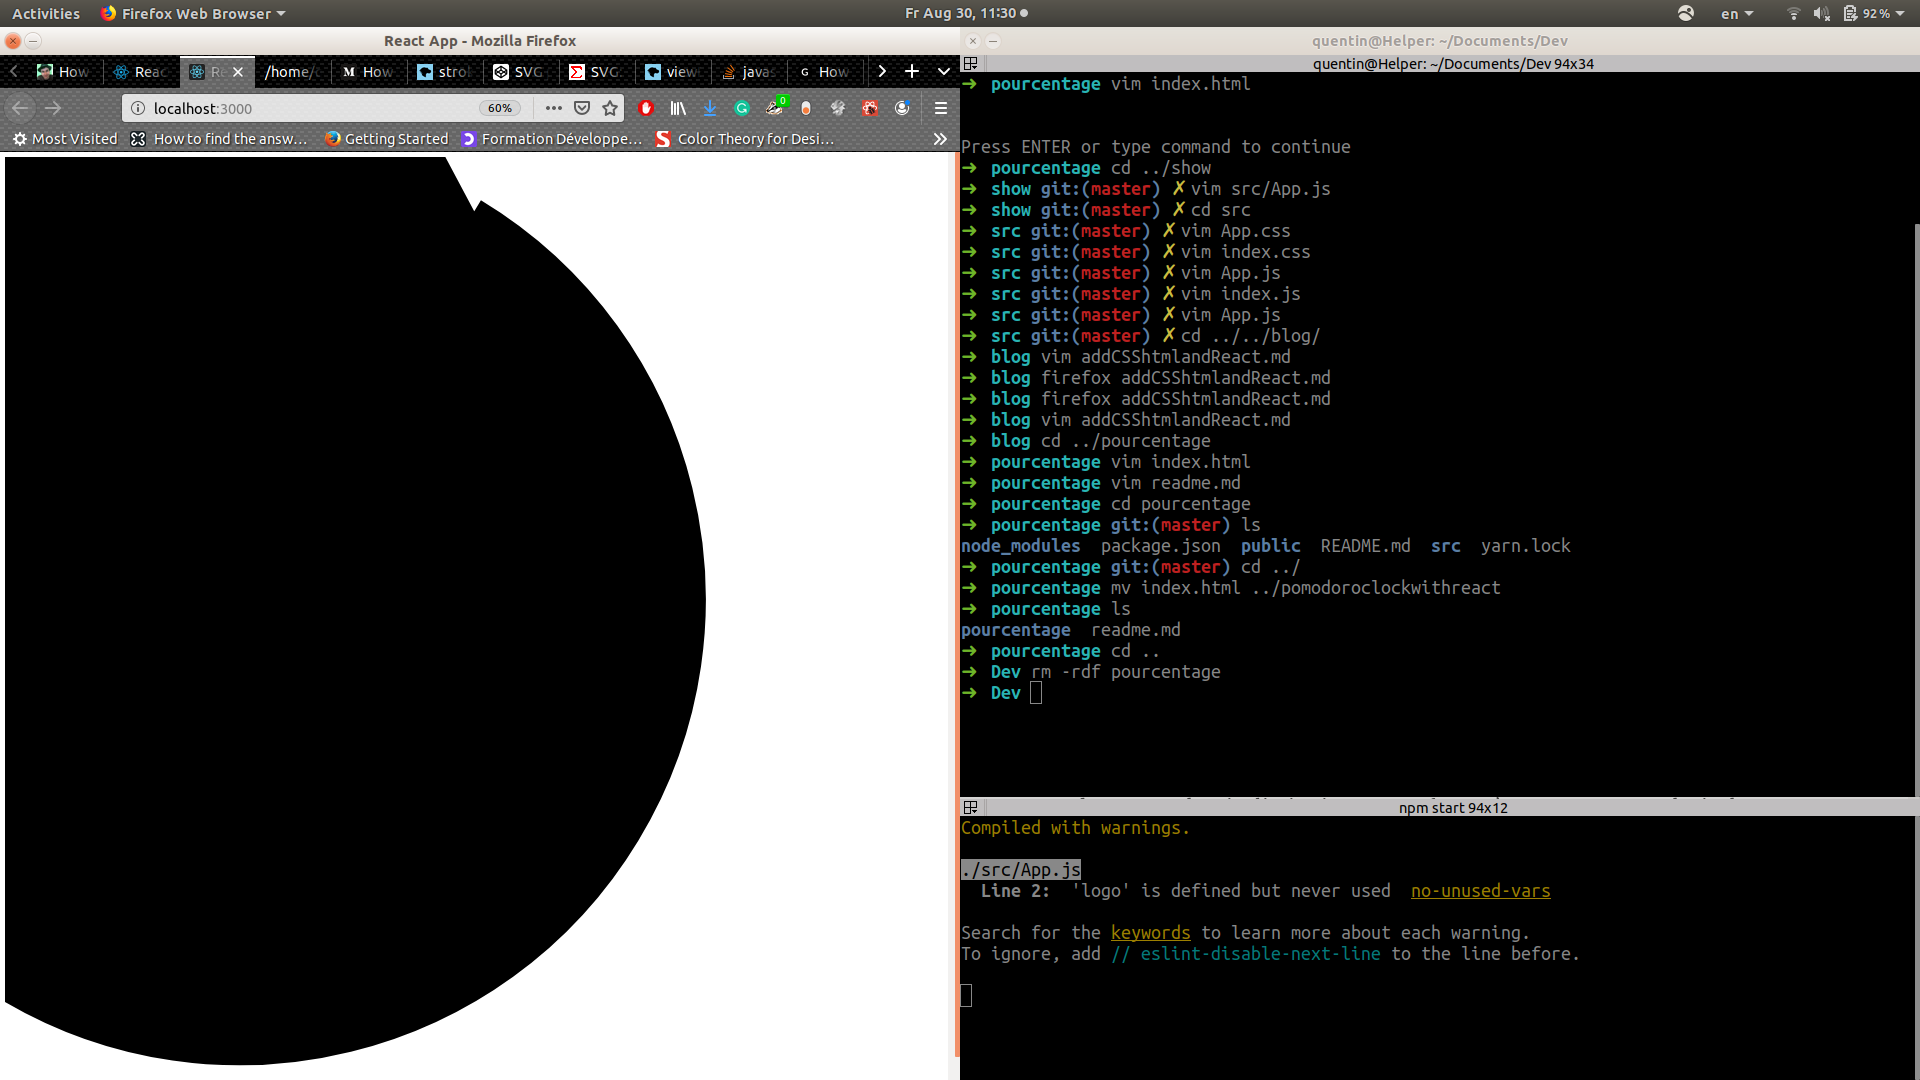 Activities Firefox Web Browser Fr Aug 30, 11:30 en 92 %
React App - Mozilla Firefox
How Reac Re /home/ M How stro SVG SVG view javas G How
localhost:3000 60% 0
Most Visited How to find the answ… Getting Started Formation Développe… Color Theory for Desi…
quentin@Helper: ~/Documents/Dev
quentin@Helper: ~/Documents/Dev 94x34
➜ pourcentage vim index.html
Press ENTER or type command to continue
➜ pourcentage cd ../show
➜ show git:(master) ✗ vim src/App.js
➜ show git:(master) ✗ cd src
➜ src git:(master) ✗ vim App.css
➜ src git:(master) ✗ vim index.css
➜ src git:(master) ✗ vim App.js
➜ src git:(master) ✗ vim index.js
➜ src git:(master) ✗ vim App.js
➜ src git:(master) ✗ cd ../../blog/
➜ blog vim addCSShtmlandReact.md
➜ blog firefox addCSShtmlandReact.md
➜ blog firefox addCSShtmlandReact.md
➜ blog vim addCSShtmlandReact.md
➜ blog cd ../pourcentage
➜ pourcentage vim index.html
➜ pourcentage vim readme.md
➜ pourcentage cd pourcentage
➜ pourcentage git:(master) ls
node_modules package.json public README.md src yarn.lock
➜ pourcentage git:(master) cd ../
➜ pourcentage mv index.html ../pomodoroclockwithreact
➜ pourcentage ls
pourcentage readme.md
➜ pourcentage cd ..
➜ Dev rm -rdf pourcentage
➜ Dev
npm start 94x12
Compiled with warnings.
./src/App.js
Line 2: 'logo' is defined but never used no-unused-vars
Search for the keywords to learn more about each warning.
To ignore, add // eslint-disable-next-line to the line before.